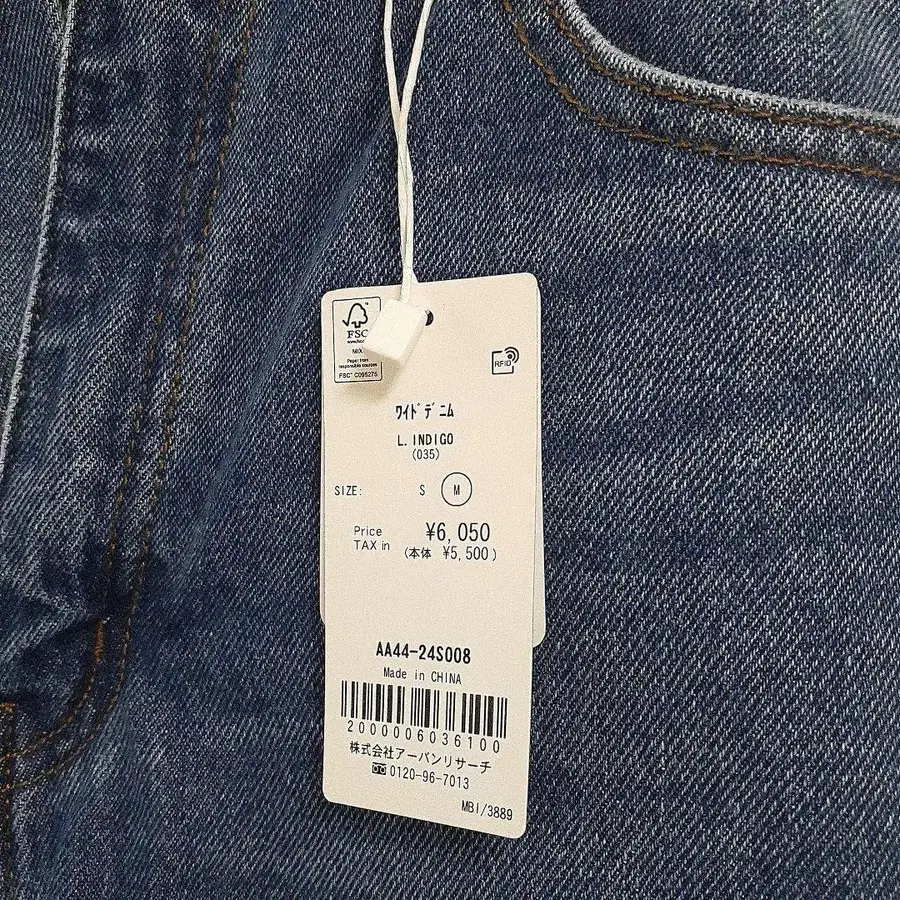 FSC
MIX
Paper from
responsible sources
FSC™ C095275
RFID
ﾜｲﾄﾞﾃﾞﾆﾑ
L. INDIGO
(035)
SIZE: S M
Price ¥6,050
TAX in (本体 ¥5,500)
AA44-24S008
Made in CHINA
2000006036100
株式会社アーバンリサーチ
0120-96-7013
MBI/3889